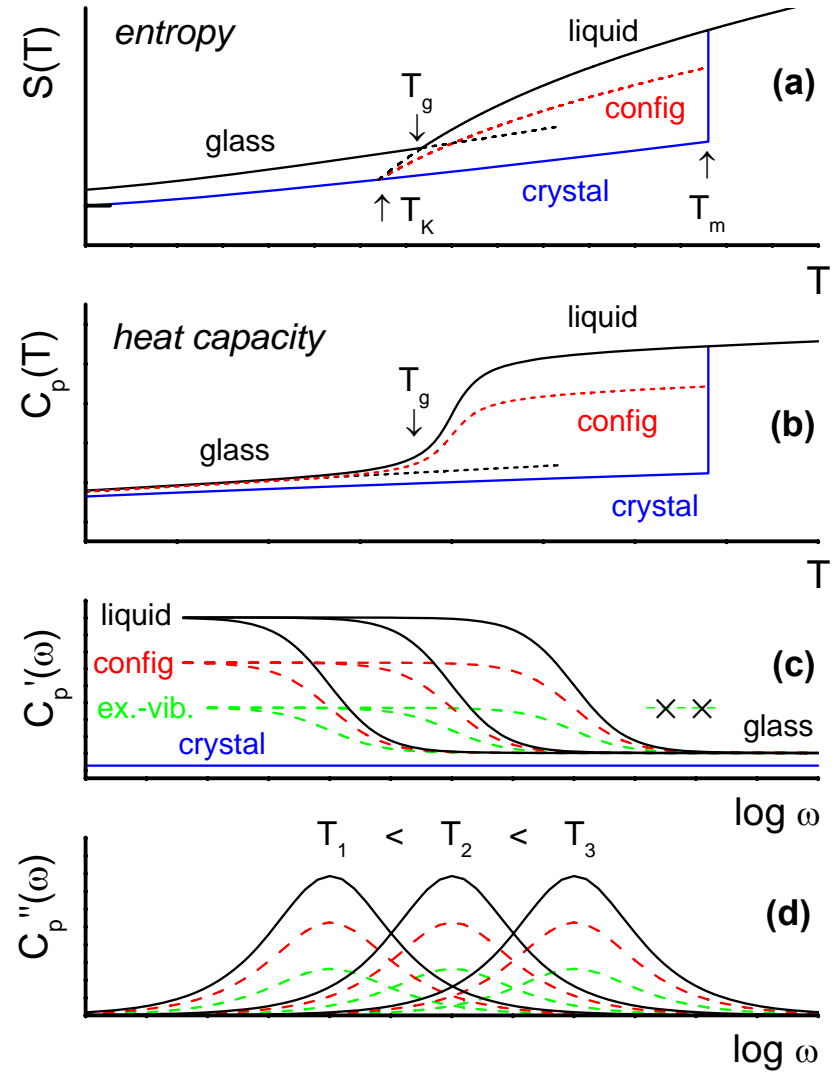 S(T)
entropy
liquid
(a)
T_g
↓
config
glass
crystal
↑ T_K
↑
T_m
T
C_p(T)
heat capacity
liquid
T_g
↓
config
(b)
glass
crystal
T
C_p'(ω)
liquid
config
(c)
ex.-vib.
glass
crystal
log ω
C_p''(ω)
T_1 < T_2 < T_3
(d)
log ω